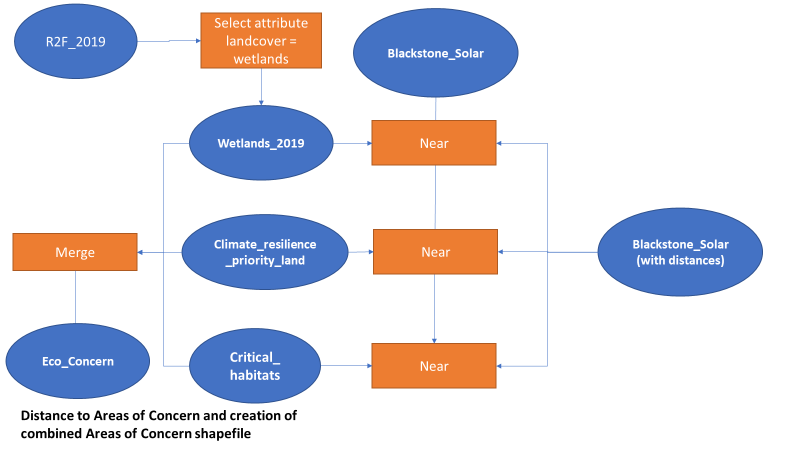 R2F_2019
Select attribute
landcover =
wetlands
Blackstone_Solar
Wetlands_2019
Near
Merge
Climate_resilience
_priority_land
Near
Blackstone_Solar
(with distances)
Eco_Concern
Critical_
habitats
Near
Distance to Areas of Concern and creation of
combined Areas of Concern shapefile